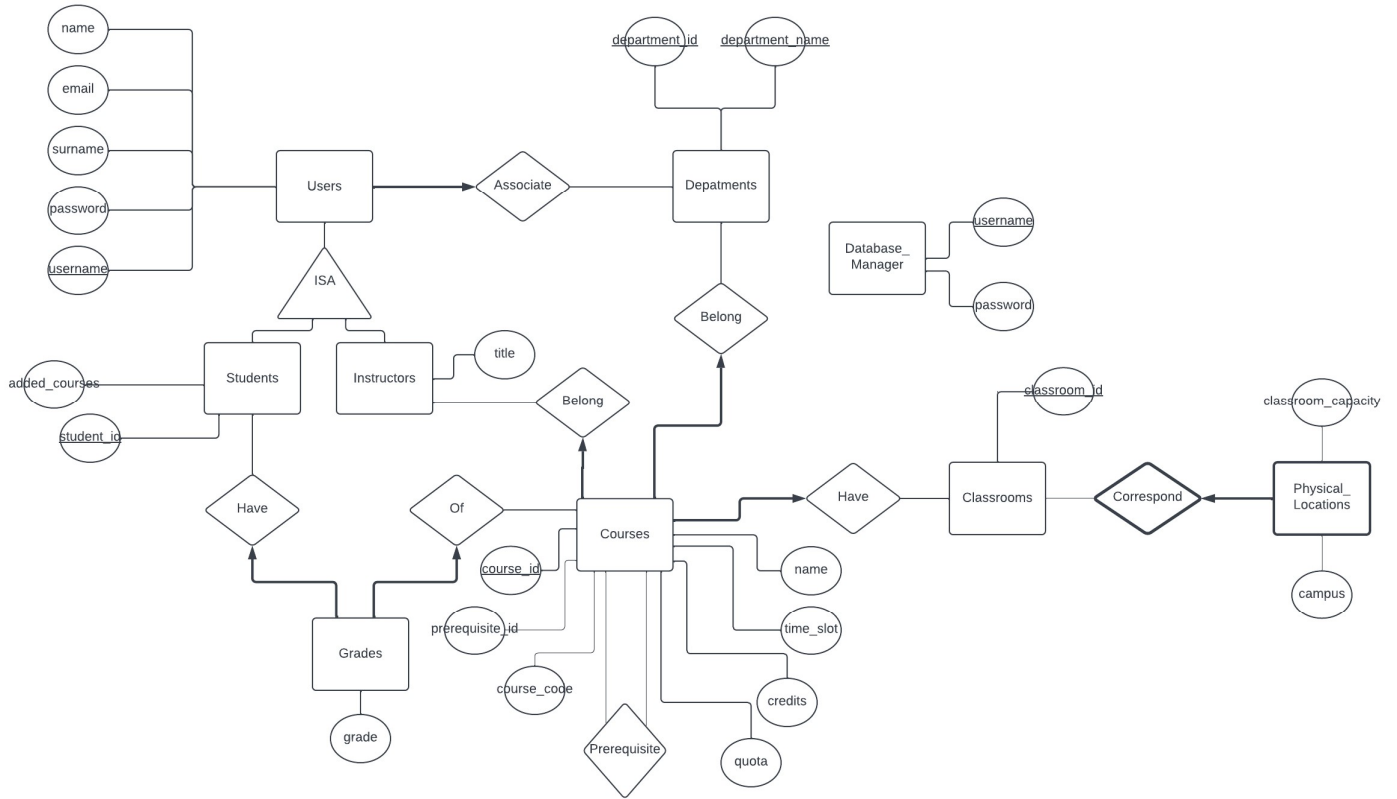 name
department_id
department_name
email
surname
Users
Associate
Depatments
password
username
username
Database_
Manager
ISA
password
Belong
title
Students
Instructors
added_courses
Belong
classroom_id
classroom_capacity
student_id
Have
Of
Have
Classrooms
Correspond
Physical_
Locations
Courses
course_id
name
campus
prerequisite_id
time_slot
Grades
course_code
credits
grade
Prerequisite
quota